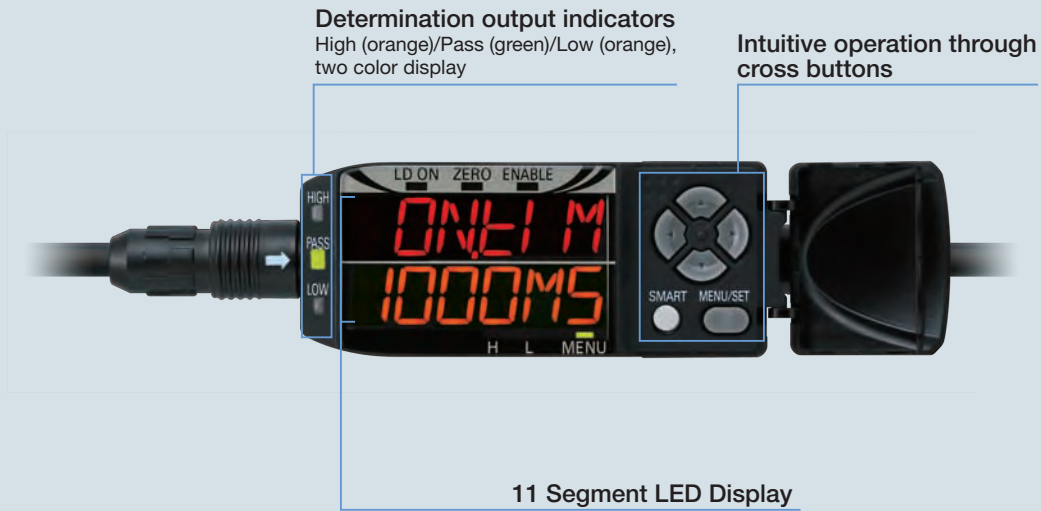 Determination output indicators
High (orange)/Pass (green)/Low (orange),
two color display
Intuitive operation through
cross buttons
LD ON ZERO ENABLE
HIGH
PASS
LOW
ON.tI M
1000MS
H L MENU
SMART MENU/SET
11 Segment LED Display